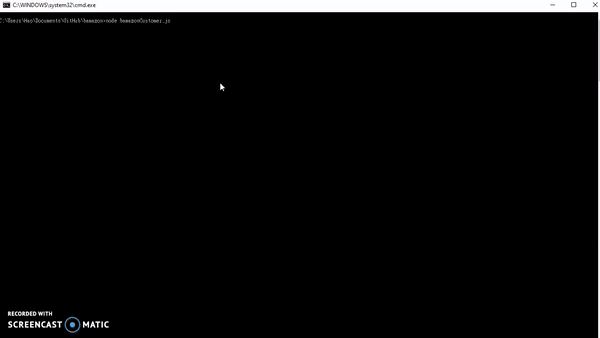 C:\WINDOWS\system32\cmd.exe
C:\Users\Hao\Documents\GitHub\bamazon>node bamazonCustomer.js
RECORDED WITH
SCREENCAST MATIC